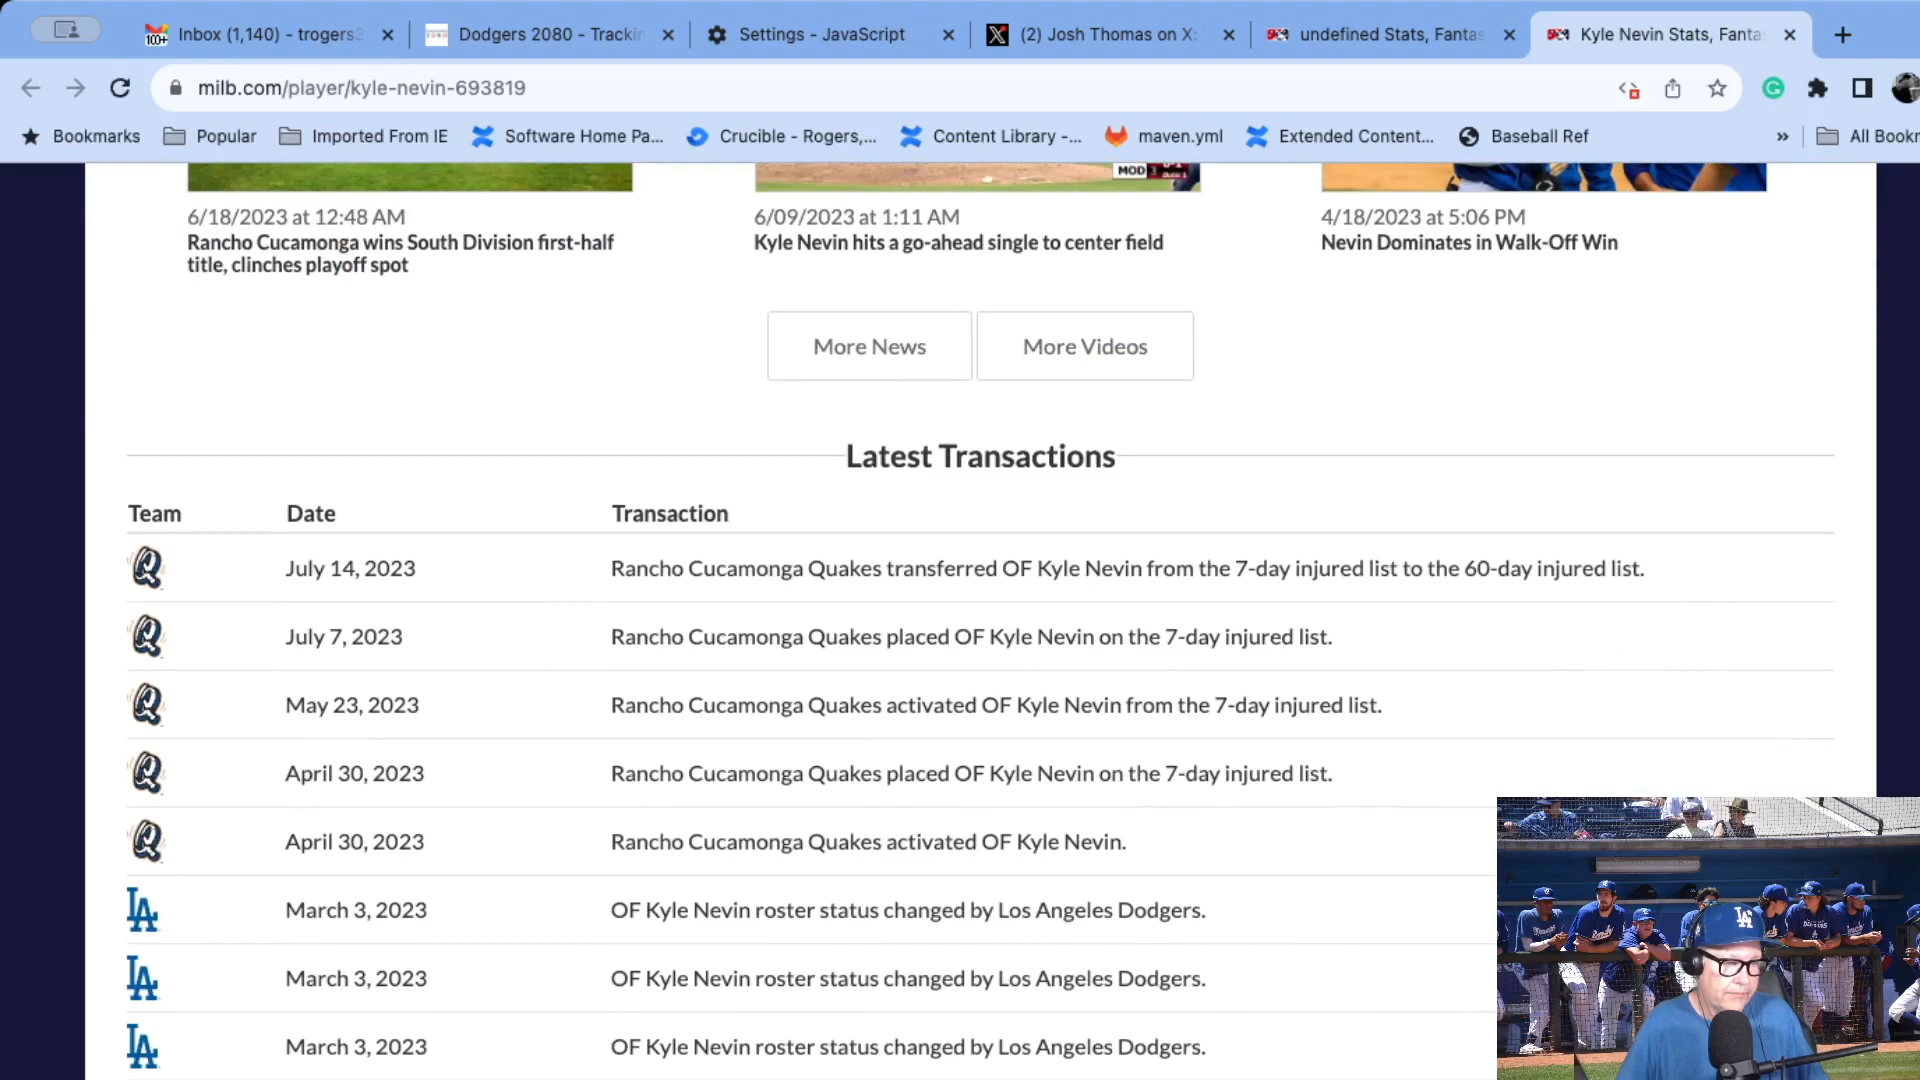 Inbox (1,140) - trogers3
Dodgers 2080 - Trackin
Settings - JavaScript
(2) Josh Thomas on X:
undefined Stats, Fantas
Kyle Nevin Stats, Fanta
100+
milb.com/player/kyle-nevin-693819
Bookmarks
Popular
Imported From IE
Software Home Pa...
Crucible - Rogers,...
Content Library -...
maven.yml
Extended Content...
Baseball Ref
»
All Bookr
MOD 3
6/18/2023 at 12:48 AM
Rancho Cucamonga wins South Division first-half
title, clinches playoff spot
6/09/2023 at 1:11 AM
Kyle Nevin hits a go-ahead single to center field
4/18/2023 at 5:06 PM
Nevin Dominates in Walk-Off Win
More News
More Videos
Latest Transactions
Team Date Transaction
Q July 14, 2023 Rancho Cucamonga Quakes transferred OF Kyle Nevin from the 7-day injured list to the 60-day injured list.
Q July 7, 2023 Rancho Cucamonga Quakes placed OF Kyle Nevin on the 7-day injured list.
Q May 23, 2023 Rancho Cucamonga Quakes activated OF Kyle Nevin from the 7-day injured list.
Q April 30, 2023 Rancho Cucamonga Quakes placed OF Kyle Nevin on the 7-day injured list.
Q April 30, 2023 Rancho Cucamonga Quakes activated OF Kyle Nevin.
LA March 3, 2023 OF Kyle Nevin roster status changed by Los Angeles Dodgers.
LA March 3, 2023 OF Kyle Nevin roster status changed by Los Angeles Dodgers.
LA March 3, 2023 OF Kyle Nevin roster status changed by Los Angeles Dodgers.
LA